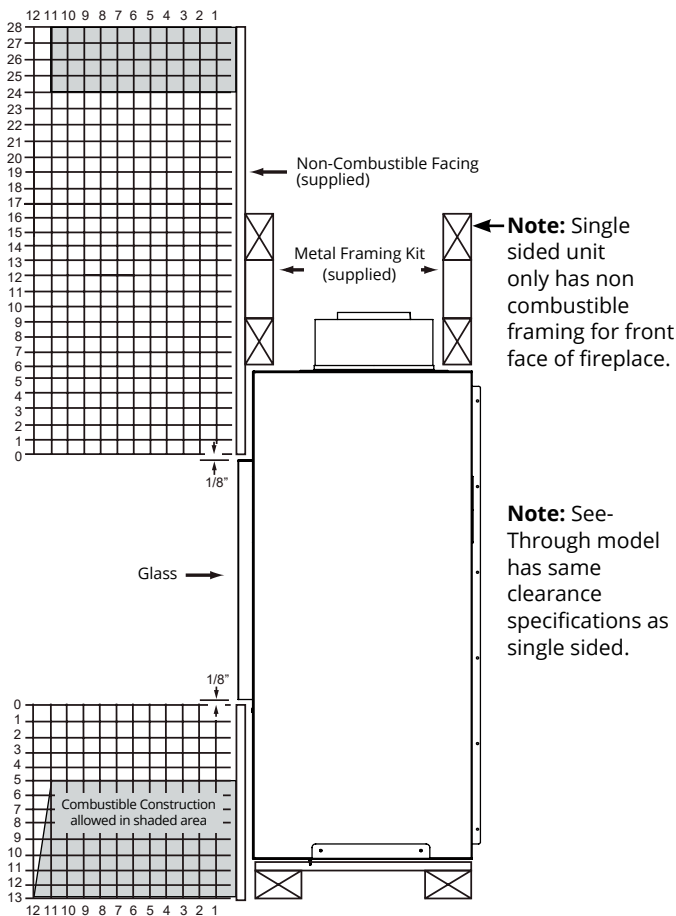 12 11 10 9 8 7 6 5 4 3 2 1
28
27
26
25
24
23
22
21
20
19
18
17
16
15
14
13
12
11
10
9
8
7
6
5
4
3
2
1
0
Non-Combustible Facing
(supplied)
Metal Framing Kit
(supplied)
Note: Single
sided unit
only has non
combustible
framing for front
face of fireplace.
1/8”
Glass
Note: See-
Through model
has same
clearance
specifications as
single sided.
1/8”
0
1
2
3
4
5
6
7
8
9
10
11
12
13
Combustible Construction
allowed in shaded area
12 11 10 9 8 7 6 5 4 3 2 1